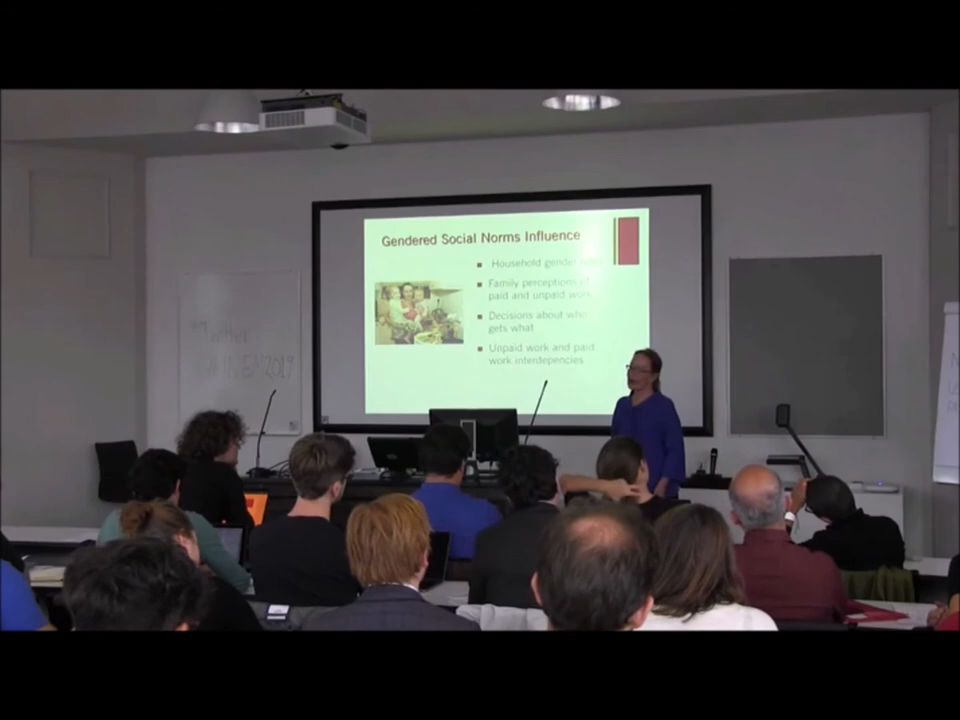 Gendered Social Norms Influence
Household gender
Family perceptions of
paid and unpaid work
Decisions about who
gets what
Unpaid work and paid
work interdepencies